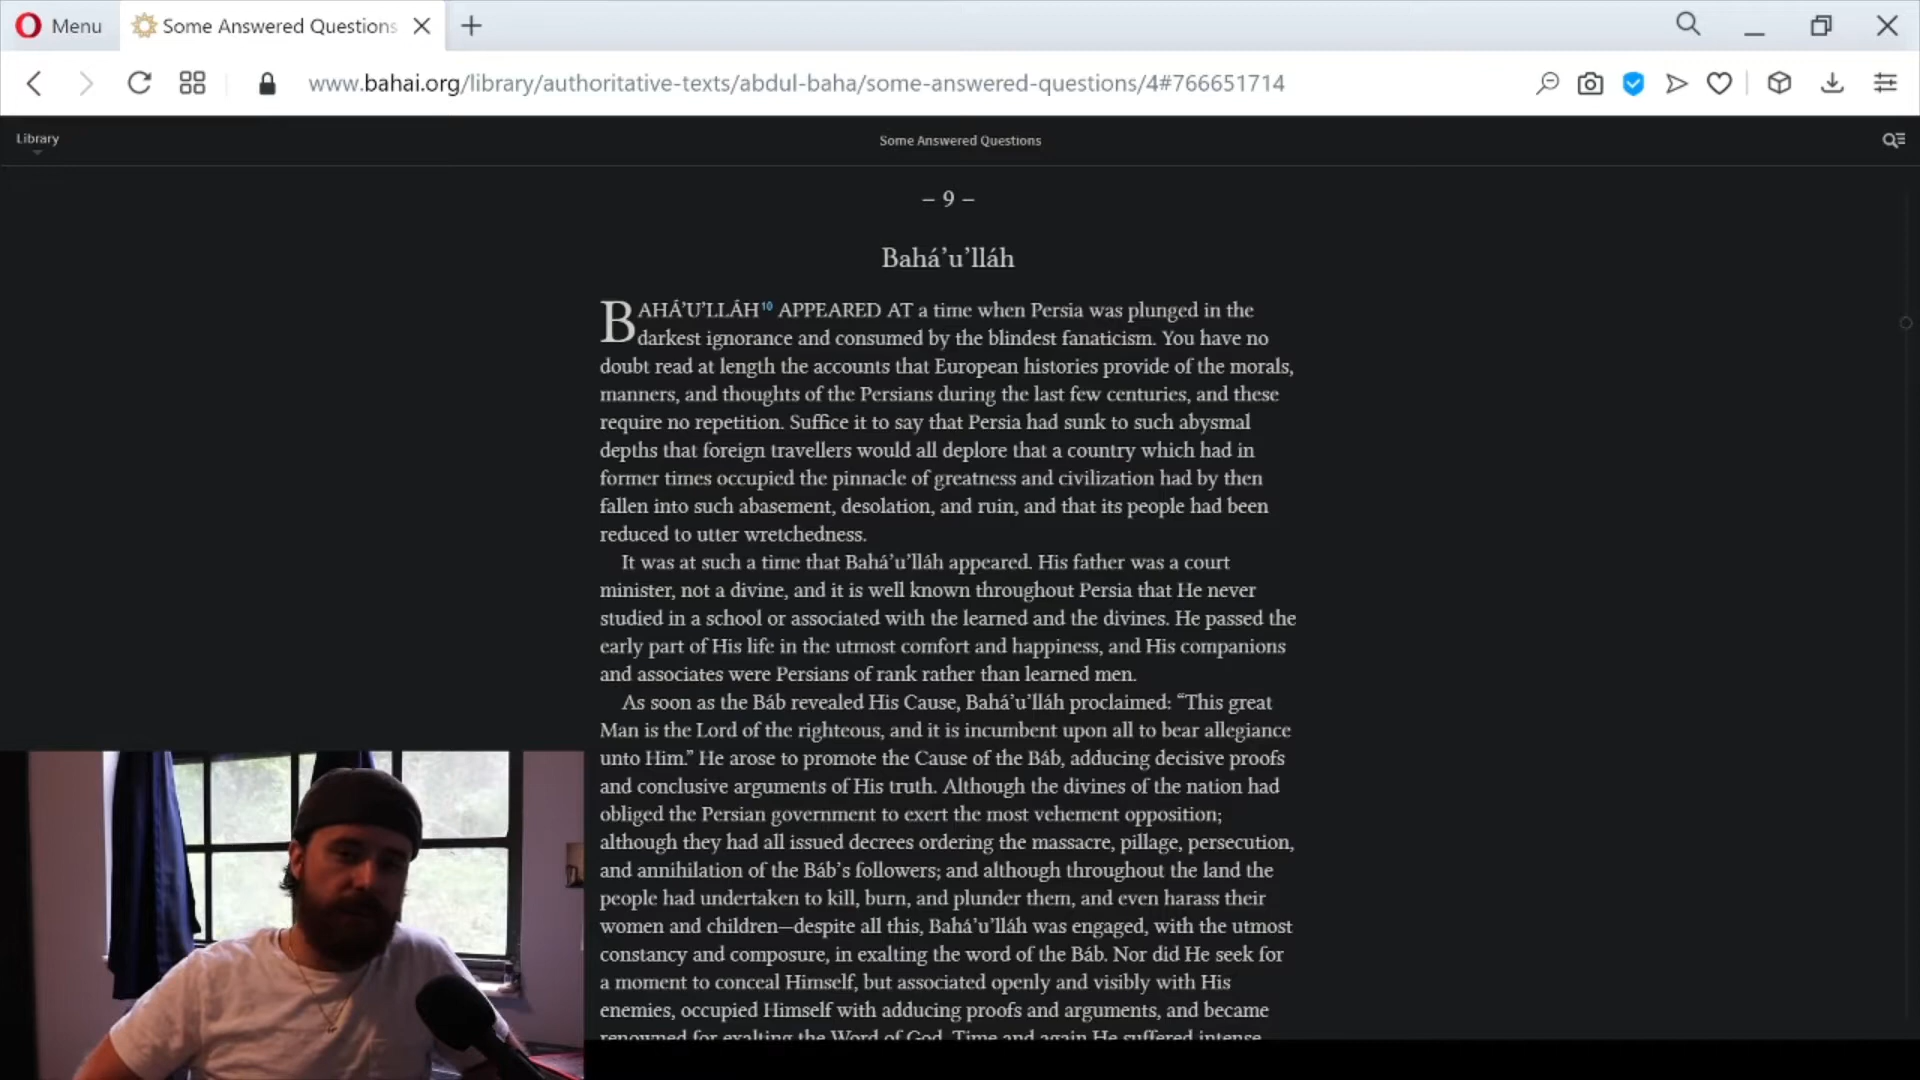 Menu
Some Answered Questions
www.bahai.org/library/authoritative-texts/abdul-baha/some-answered-questions/4#766651714
Library
Some Answered Questions
– 9 –
Bahá’u’lláh
BAHÁ’U’LLÁH10 APPEARED AT a time when Persia was plunged in the
darkest ignorance and consumed by the blindest fanaticism. You have no
doubt read at length the accounts that European histories provide of the morals,
manners, and thoughts of the Persians during the last few centuries, and these
require no repetition. Suffice it to say that Persia had sunk to such abysmal
depths that foreign travellers would all deplore that a country which had in
former times occupied the pinnacle of greatness and civilization had by then
fallen into such abasement, desolation, and ruin, and that its people had been
reduced to utter wretchedness.
It was at such a time that Bahá’u’lláh appeared. His father was a court
minister, not a divine, and it is well known throughout Persia that He never
studied in a school or associated with the learned and the divines. He passed the
early part of His life in the utmost comfort and happiness, and His companions
and associates were Persians of rank rather than learned men.
As soon as the Báb revealed His Cause, Bahá’u’lláh proclaimed: “This great
Man is the Lord of the righteous, and it is incumbent upon all to bear allegiance
unto Him.” He arose to promote the Cause of the Báb, adducing decisive proofs
and conclusive arguments of His truth. Although the divines of the nation had
obliged the Persian government to exert the most vehement opposition;
although they had all issued decrees ordering the massacre, pillage, persecution,
and annihilation of the Báb’s followers; and although throughout the land the
people had undertaken to kill, burn, and plunder them, and even harass their
women and children—despite all this, Bahá’u’lláh was engaged, with the utmost
constancy and composure, in exalting the word of the Báb. Nor did He seek for
a moment to conceal Himself, but associated openly and visibly with His
enemies, occupied Himself with adducing proofs and arguments, and became
renowned for exalting the Word of God. Time and again He suffered intense